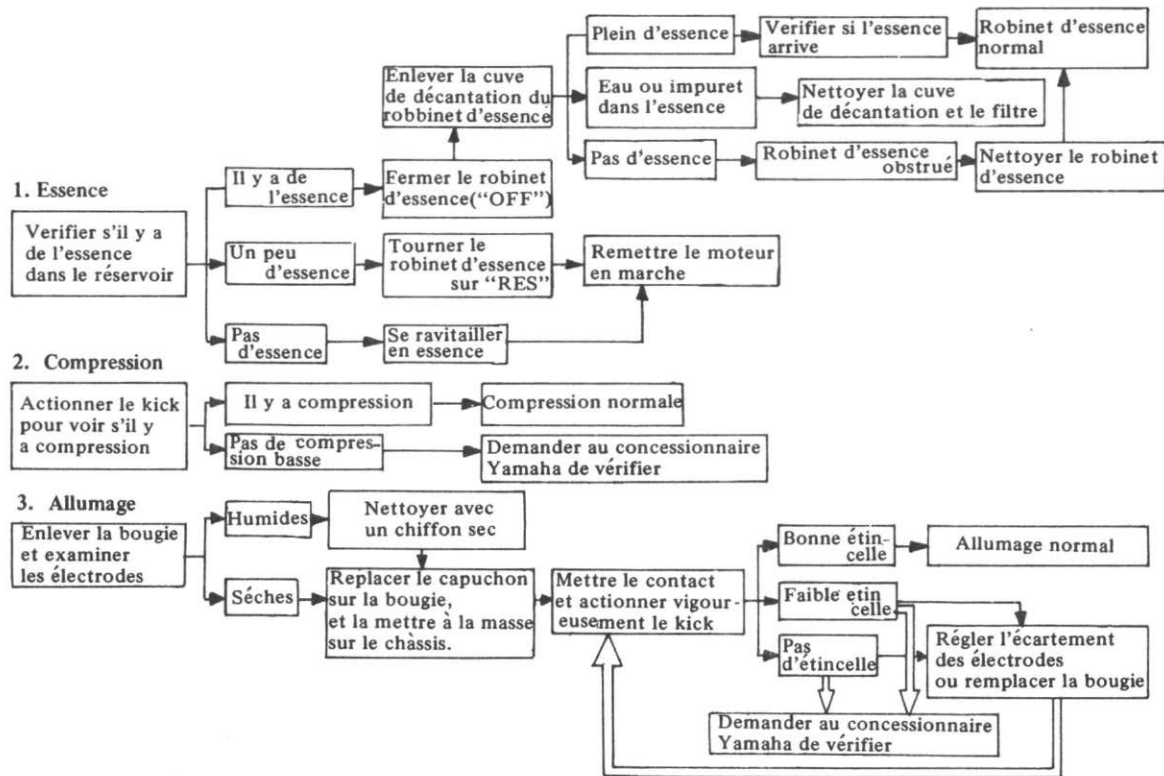 1. Essence
Verifier s'il y a
de l'essence
dans le réservoir
Il y a de
l'essence
Fermer le robinet
d'essence(“OFF”)
Enlever la cuve
de décantation du
robbinet d'essence
Plein d'essence
Verifier si l'essence
arrive
Robinet d'essence
normal
Eau ou impuret
dans l'essence
Nettoyer la cuve
de décantation et le filtre
Pas d'essence
Robinet d'essence
obstrué
Nettoyer le robinet
d'essence
Un peu
d'essence
Tourner le
robinet d'essence
sur “RES”
Remettre le moteur
en marche
Pas
d'essence
Se ravitailler
en essence
2. Compression
Actionner le kick
pour voir s'il y
a compression
Il y a compression
Compression normale
Pas de compres-
sion basse
Demander au concessionnaire
Yamaha de vérifier
3. Allumage
Enlever la bougie
et examiner
les électrodes
Humides
Nettoyer avec
un chiffon sec
Séches
Replacer le capuchon
sur la bougie,
et la mettre à la masse
sur le chàssis.
Mettre le contact
et actionner vigour-
eusement le kick
Bonne étin-
celle
Allumage normal
Faible etin
celle
Pas
d'étincelle
Régler l'écartement
des électrodes
ou remplacer la bougie
Demander au concessionnaire
Yamaha de vérifier